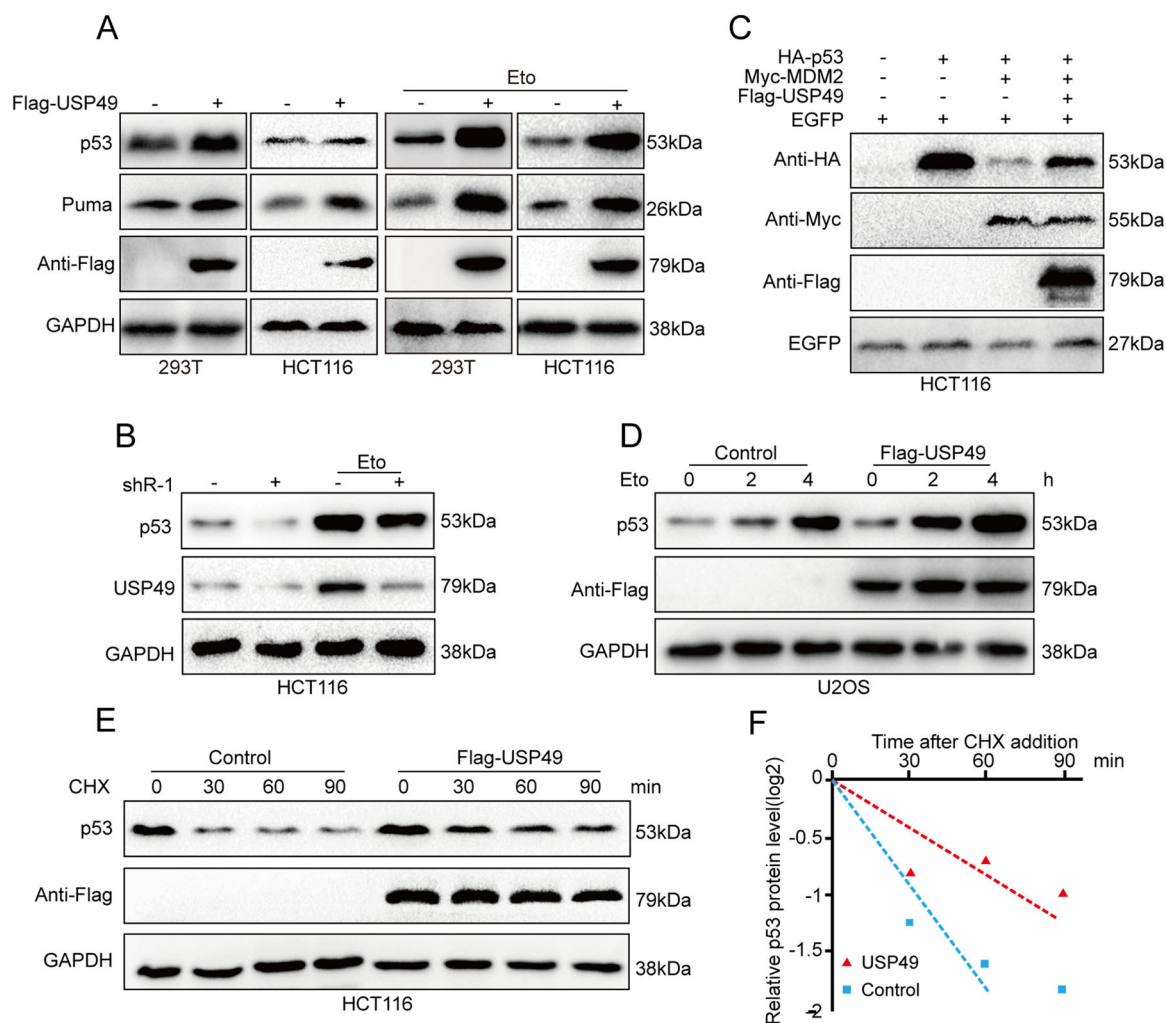 A
Eto
Flag-USP49 - + - + - + - +
p53 53kDa
Puma 26kDa
Anti-Flag 79kDa
GAPDH 38kDa
293T HCT116 293T HCT116
B
Eto
shR-1 - + - +
p53 53kDa
USP49 79kDa
GAPDH 38kDa
HCT116
C
HA-p53 - + + +
Myc-MDM2 - - + +
Flag-USP49 - - - +
EGFP + + + +
Anti-HA 53kDa
Anti-Myc 55kDa
Anti-Flag 79kDa
EGFP 27kDa
HCT116
D
Control Flag-USP49
Eto 0 2 4 0 2 4 h
p53 53kDa
Anti-Flag 79kDa
GAPDH 38kDa
U2OS
E
Control Flag-USP49
CHX 0 30 60 90 0 30 60 90 min
p53 53kDa
Anti-Flag 79kDa
GAPDH 38kDa
HCT116
F
Time after CHX addition
0 30 60 90 min
Relative p53 protein level(log2)
0
-0.5
-1
-1.5
-2
USP49
Control